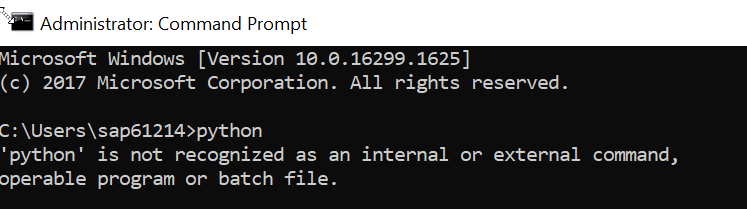 Administrator: Command Prompt
Microsoft Windows [Version 10.0.16299.1625]
(c) 2017 Microsoft Corporation. All rights reserved.
C:\Users\sap61214>python
'python' is not recognized as an internal or external command,
operable program or batch file.